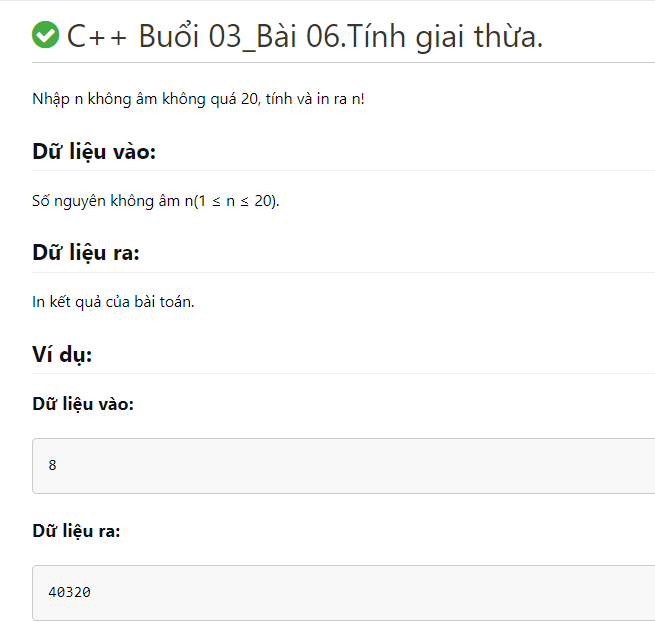 C++ Buổi 03_Bài 06.Tính giai thừa.
Nhập n không âm không quá 20, tính và in ra n!
Dữ liệu vào:
Số nguyên không âm n(1 ≤ n ≤ 20).
Dữ liệu ra:
In kết quả của bài toán.
Ví dụ:
Dữ liệu vào:
8
Dữ liệu ra:
40320